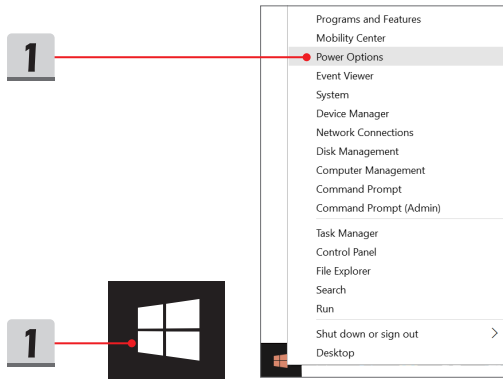 1
Programs and Features
Mobility Center
Power Options
Event Viewer
System
Device Manager
Network Connections
Disk Management
Computer Management
Command Prompt
Command Prompt (Admin)
Task Manager
Control Panel
File Explorer
Search
Run
Shut down or sign out
Desktop
1